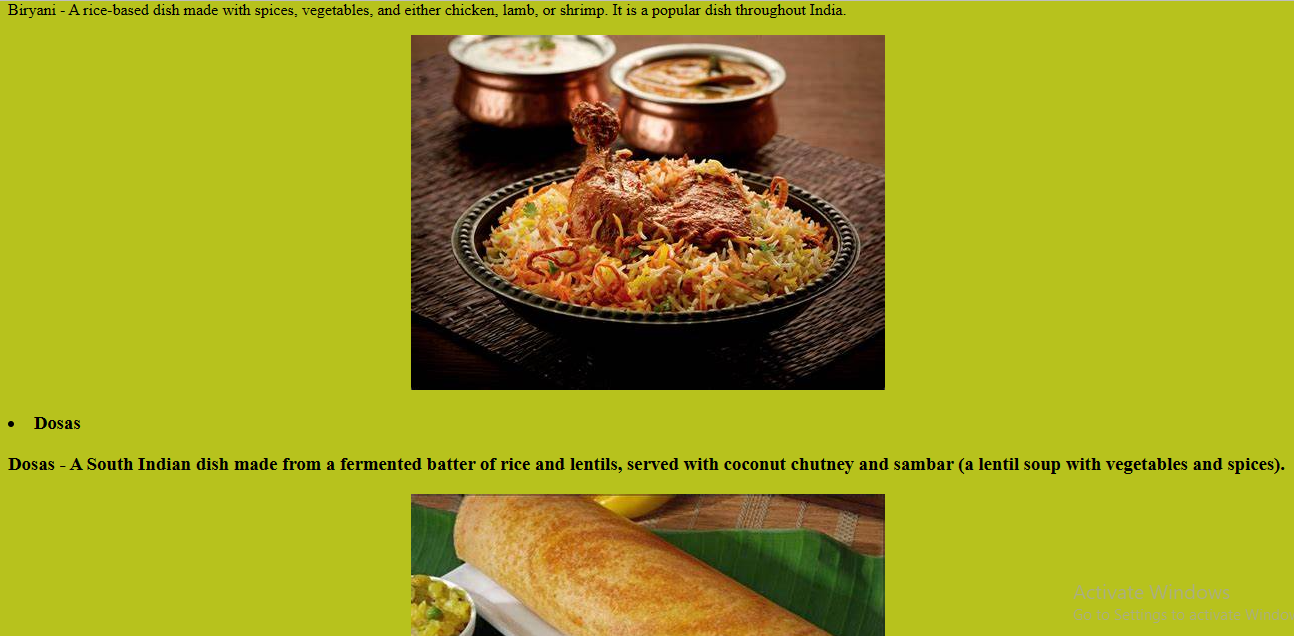 Biryani - A rice-based dish made with spices, vegetables, and either chicken, lamb, or shrimp. It is a popular dish throughout India.
• Dosas
Dosas - A South Indian dish made from a fermented batter of rice and lentils, served with coconut chutney and sambar (a lentil soup with vegetables and spices).
Activate Windows
Go to Settings to activate Windows